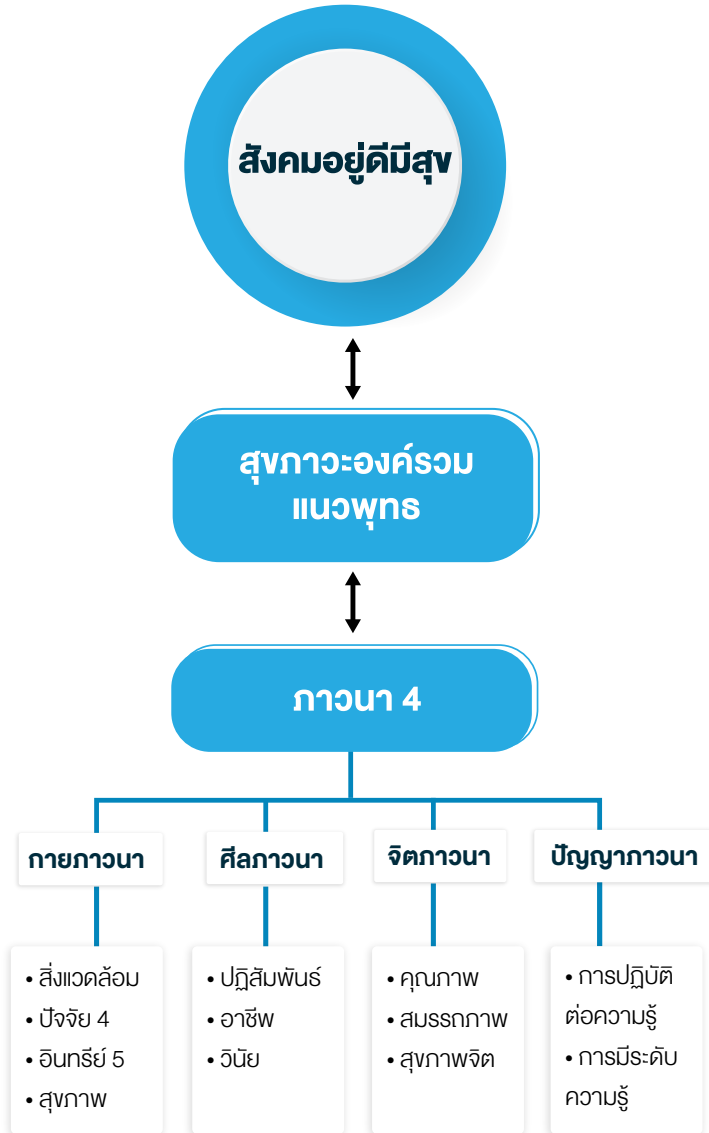 สังคมอยู่ดีมีสุข
สุขภาวะองค์รวม
แนวพุทธ
ภาวนา 4
กายภาวนา
ศีลภาวนา
จิตภาวนา
ปัญญาภาวนา
• สิ่งแวดล้อม
• ปัจจัย 4
• อินทรีย์ 5
• สุขภาพ
• ปฏิสัมพันธ์
• อาชีพ
• วินัย
• คุณภาพ
• สมรรถภาพ
• สุขภาพจิต
• การปฏิบัติ
ต่อความรู้
• การมีระดับ
ความรู้